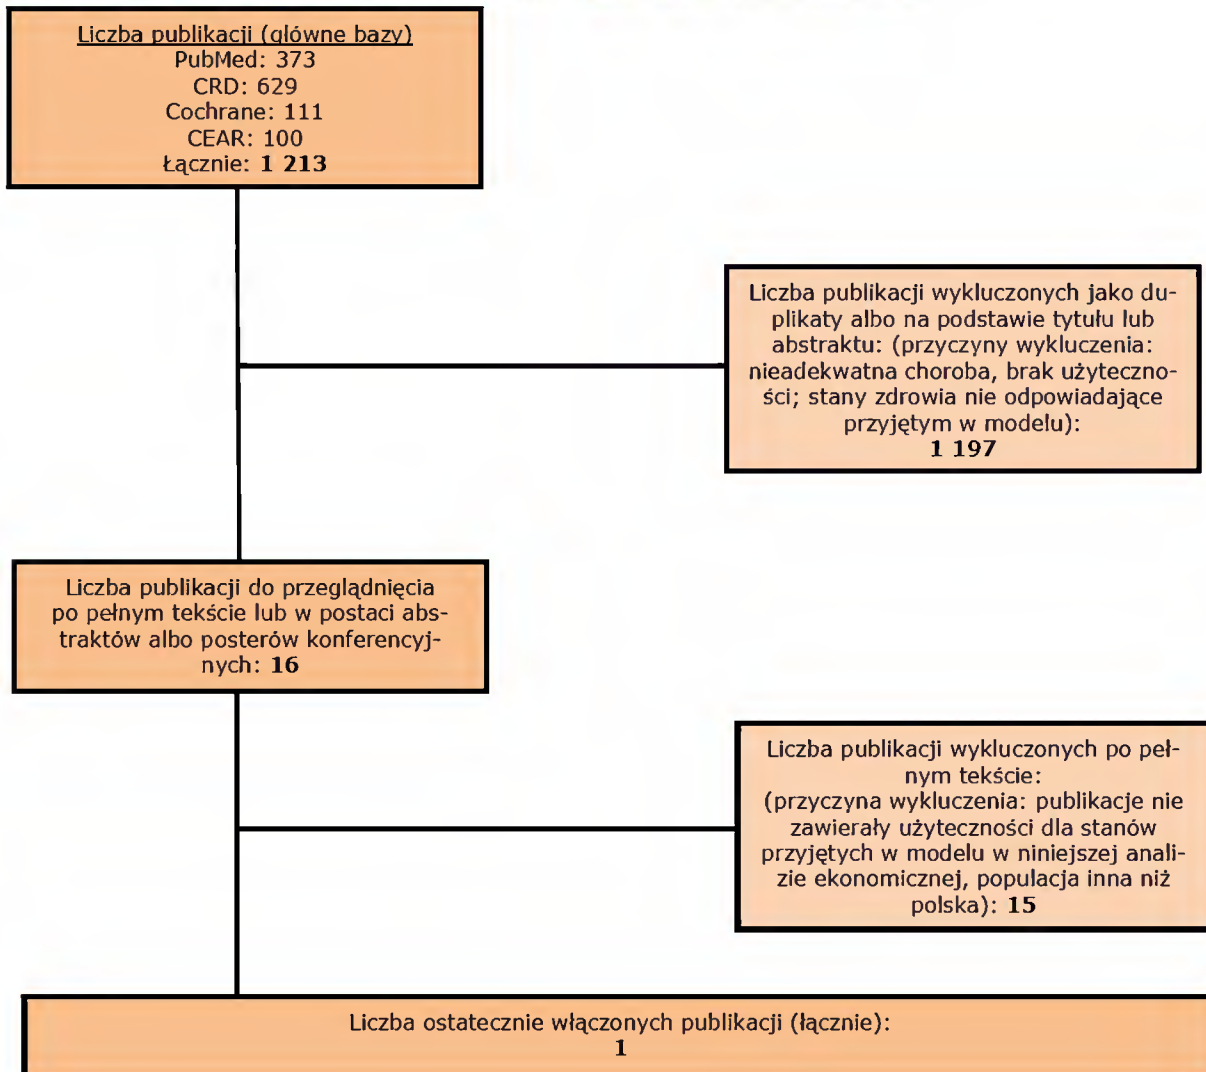 Liczba publikacji (główne bazy)
PubMed: 373
CRD: 629
Cochrane: 111
CEAR: 100
Łącznie: 1 213
Liczba publikacji wykluczonych jako du-
plikaty albo na podstawie tytułu lub
abstraktu: (przyczyny wykluczenia:
nieadekwatna choroba, brak użyteczno-
ści; stany zdrowia nie odpowiadające
przyjętym w modelu):
1 197
Liczba publikacji do przeglądnięcia
po pełnym tekście lub w postaci abs-
traktów albo posterów konferencyj-
nych: 16
Liczba publikacji wykluczonych po peł-
nym tekście:
(przyczyna wykluczenia: publikacje nie
zawierały użyteczności dla stanów
przyjętych w modelu w niniejszej anali-
zie ekonomicznej, populacja inna niż
polska): 15
Liczba ostatecznie włączonych publikacji (łącznie):
1